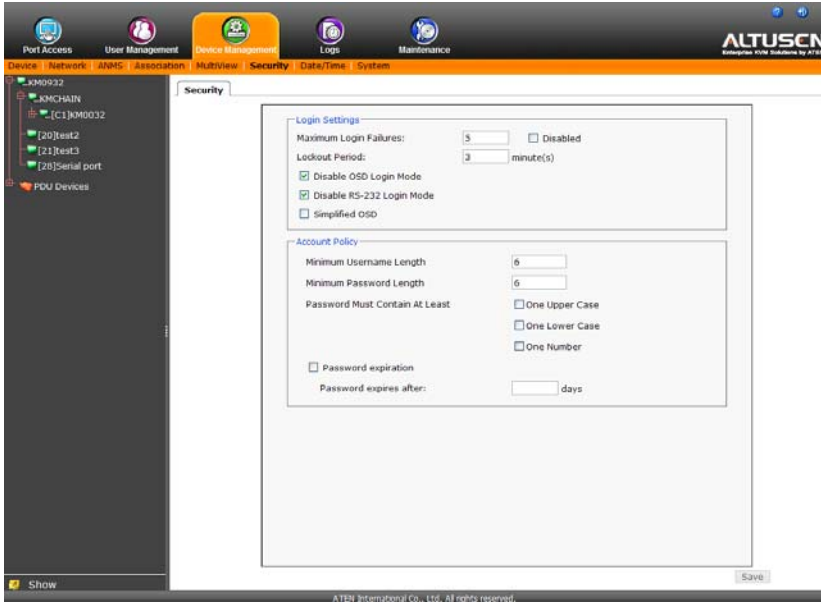 Port Access User Management Device Management Logs Maintenance
ALTUSEN
Enterprise KVM Solutions by ATEN
Device Network ANMS Association MultiView Security Date/Time System
KM0932
KMCHAIN
[C1]KM0032
[20]test2
[21]test3
[28]Serial port
PDU Devices
Security
Login Settings
Maximum Login Failures: 5 Disabled
Lockout Period: 3 minute(s)
Disable OSD Login Mode
Disable RS-232 Login Mode
Simplified OSD
Account Policy
Minimum Username Length 6
Minimum Password Length 6
Password Must Contain At Least One Upper Case
One Lower Case
One Number
Password expiration
Password expires after: days
Save
Show
ATEN International Co., Ltd. All rights reserved.